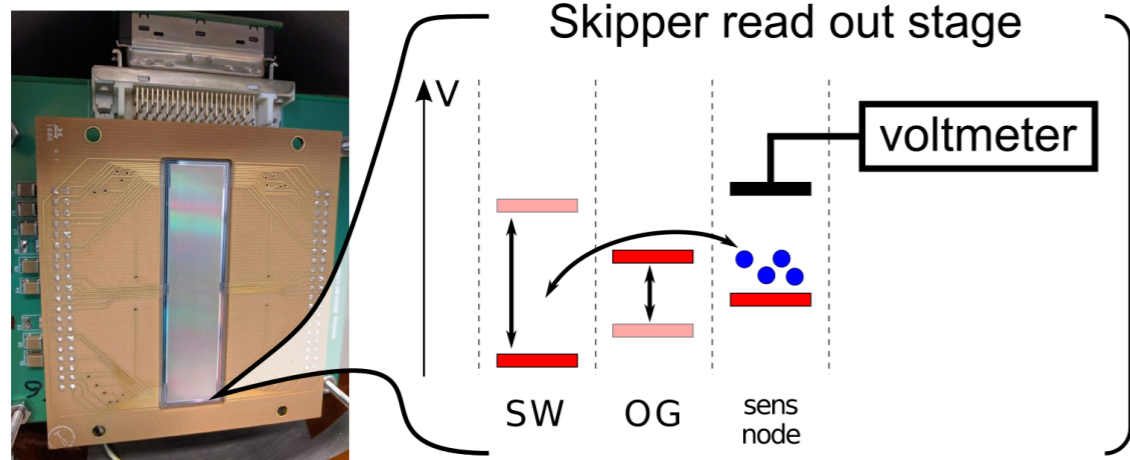 Skipper read out stage
V
voltmeter
SW
OG
sens
node